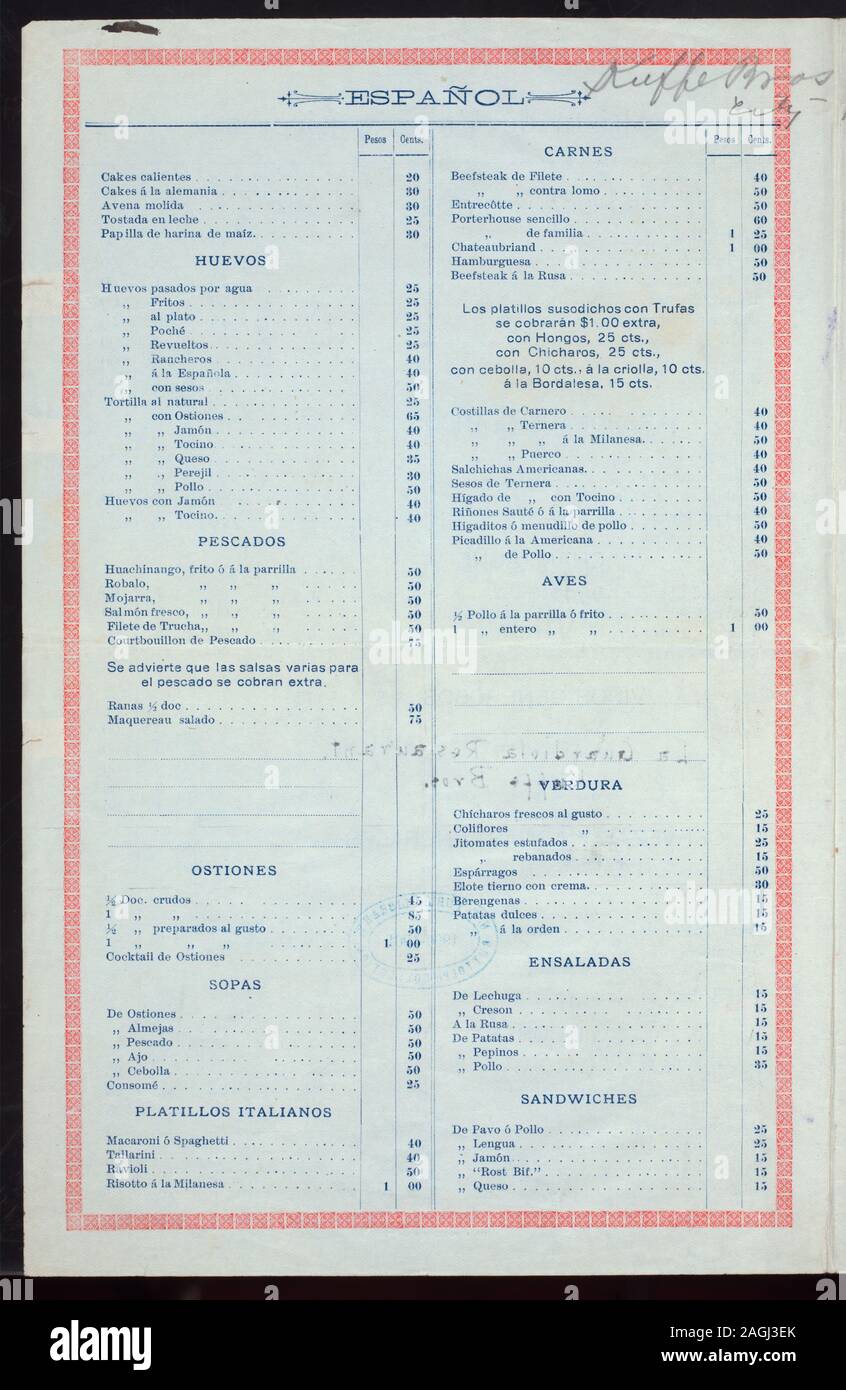 ESPAÑOL
Pesos Cents.
Cakes calientes 20
Cakes á la alemania 30
Avena molida 30
Tostada en leche 25
Papilla de harina de maíz. 30
HUEVOS
Huevos pasados por agua 25
„ Fritos 25
„ al plato 25
„ Poché 25
„ Revueltos 25
„ Rancheros 40
„ á la Española 40
„ con sesos 50
Tortilla al natural 25
„ con Ostiones 65
„ „ Jamón 40
„ „ Tocino 40
„ „ Queso 35
„ „ Perejil 30
„ „ Pollo 50
Huevos con Jamón 40
„ „ Tocino. 40
PESCADOS
Huachinango, frito ó á la parrilla 50
Robalo, „ „ „ 50
Mojarra, „ „ „ 50
Salmón fresco, „ „ „ 50
Filete de Trucha„ „ „ 50
Courtbouillon de Pescado 75
Se advierte que las salsas varias para
el pescado se cobran extra.
Ranas ½ doc 50
Maquereau salado 75
OSTIONES
½ Doc. crudos 45
1 „ „ 85
½ „ preparados al gusto 50
1 „ „ „ 1 00
Cocktail de Ostiones 25
SOPAS
De Ostiones 50
„ Almejas 50
„ Pescado 50
„ Ajo 50
„ Cebolla 50
Consomé 25
PLATILLOS ITALIANOS
Macaroni ó Spaghetti 40
Tallarini 40
Ravioli 50
Risotto á la Milanesa 1 00
Pesos Cents.
CARNES
Beefsteak de Filete 40
„ „ contra lomo 50
Entrecôtte 50
Porterhouse sencillo 60
„ de familia 1 25
Chateaubriand 1 00
Hamburguesa 50
Beefsteak á la Rusa 50
Los platillos susodichos con Trufas
se cobrarán $1.00 extra,
con Hongos, 25 cts.,
con Chicharos, 25 cts.,
con cebolla, 10 cts., á la criolla, 10 cts.
á la Bordalesa, 15 cts.
Costillas de Carnero 40
„ „ Ternera 40
„ „ „ á la Milanesa. 50
„ „ Puerco 40
Salchichas Americanas. 40
Sesos de Ternera 50
Hígado de „ con Tocino 50
Riñones Sauté ó á la parrilla 40
Higaditos ó menudillo de pollo 50
Picadillo á la Americana 40
„ de Pollo 50
AVES
½ Pollo á la parrilla ó frito 50
1 „ entero „ „ 1 00
La Guardiola Restaurant.
Bros.
VERDURA
Chícharos frescos al gusto 25
Coliflores „ 15
Jitomates estufados 25
„ rebanados 15
Espárragos 50
Elote tierno con crema. 30
Berengenas 15
Patatas dulces 15
„ á la orden 15
ENSALADAS
De Lechuga 15
„ Creson 15
A la Rusa 15
De Patatas 15
„ Pepinos 15
„ Pollo 35
SANDWICHES
De Pavo ó Pollo 25
„ Lengua 25
„ Jamón 15
„ “Rost Bif.” 15
„ Queso 15
alamy
Image ID: 2AGJ3EK
www.alamy.com